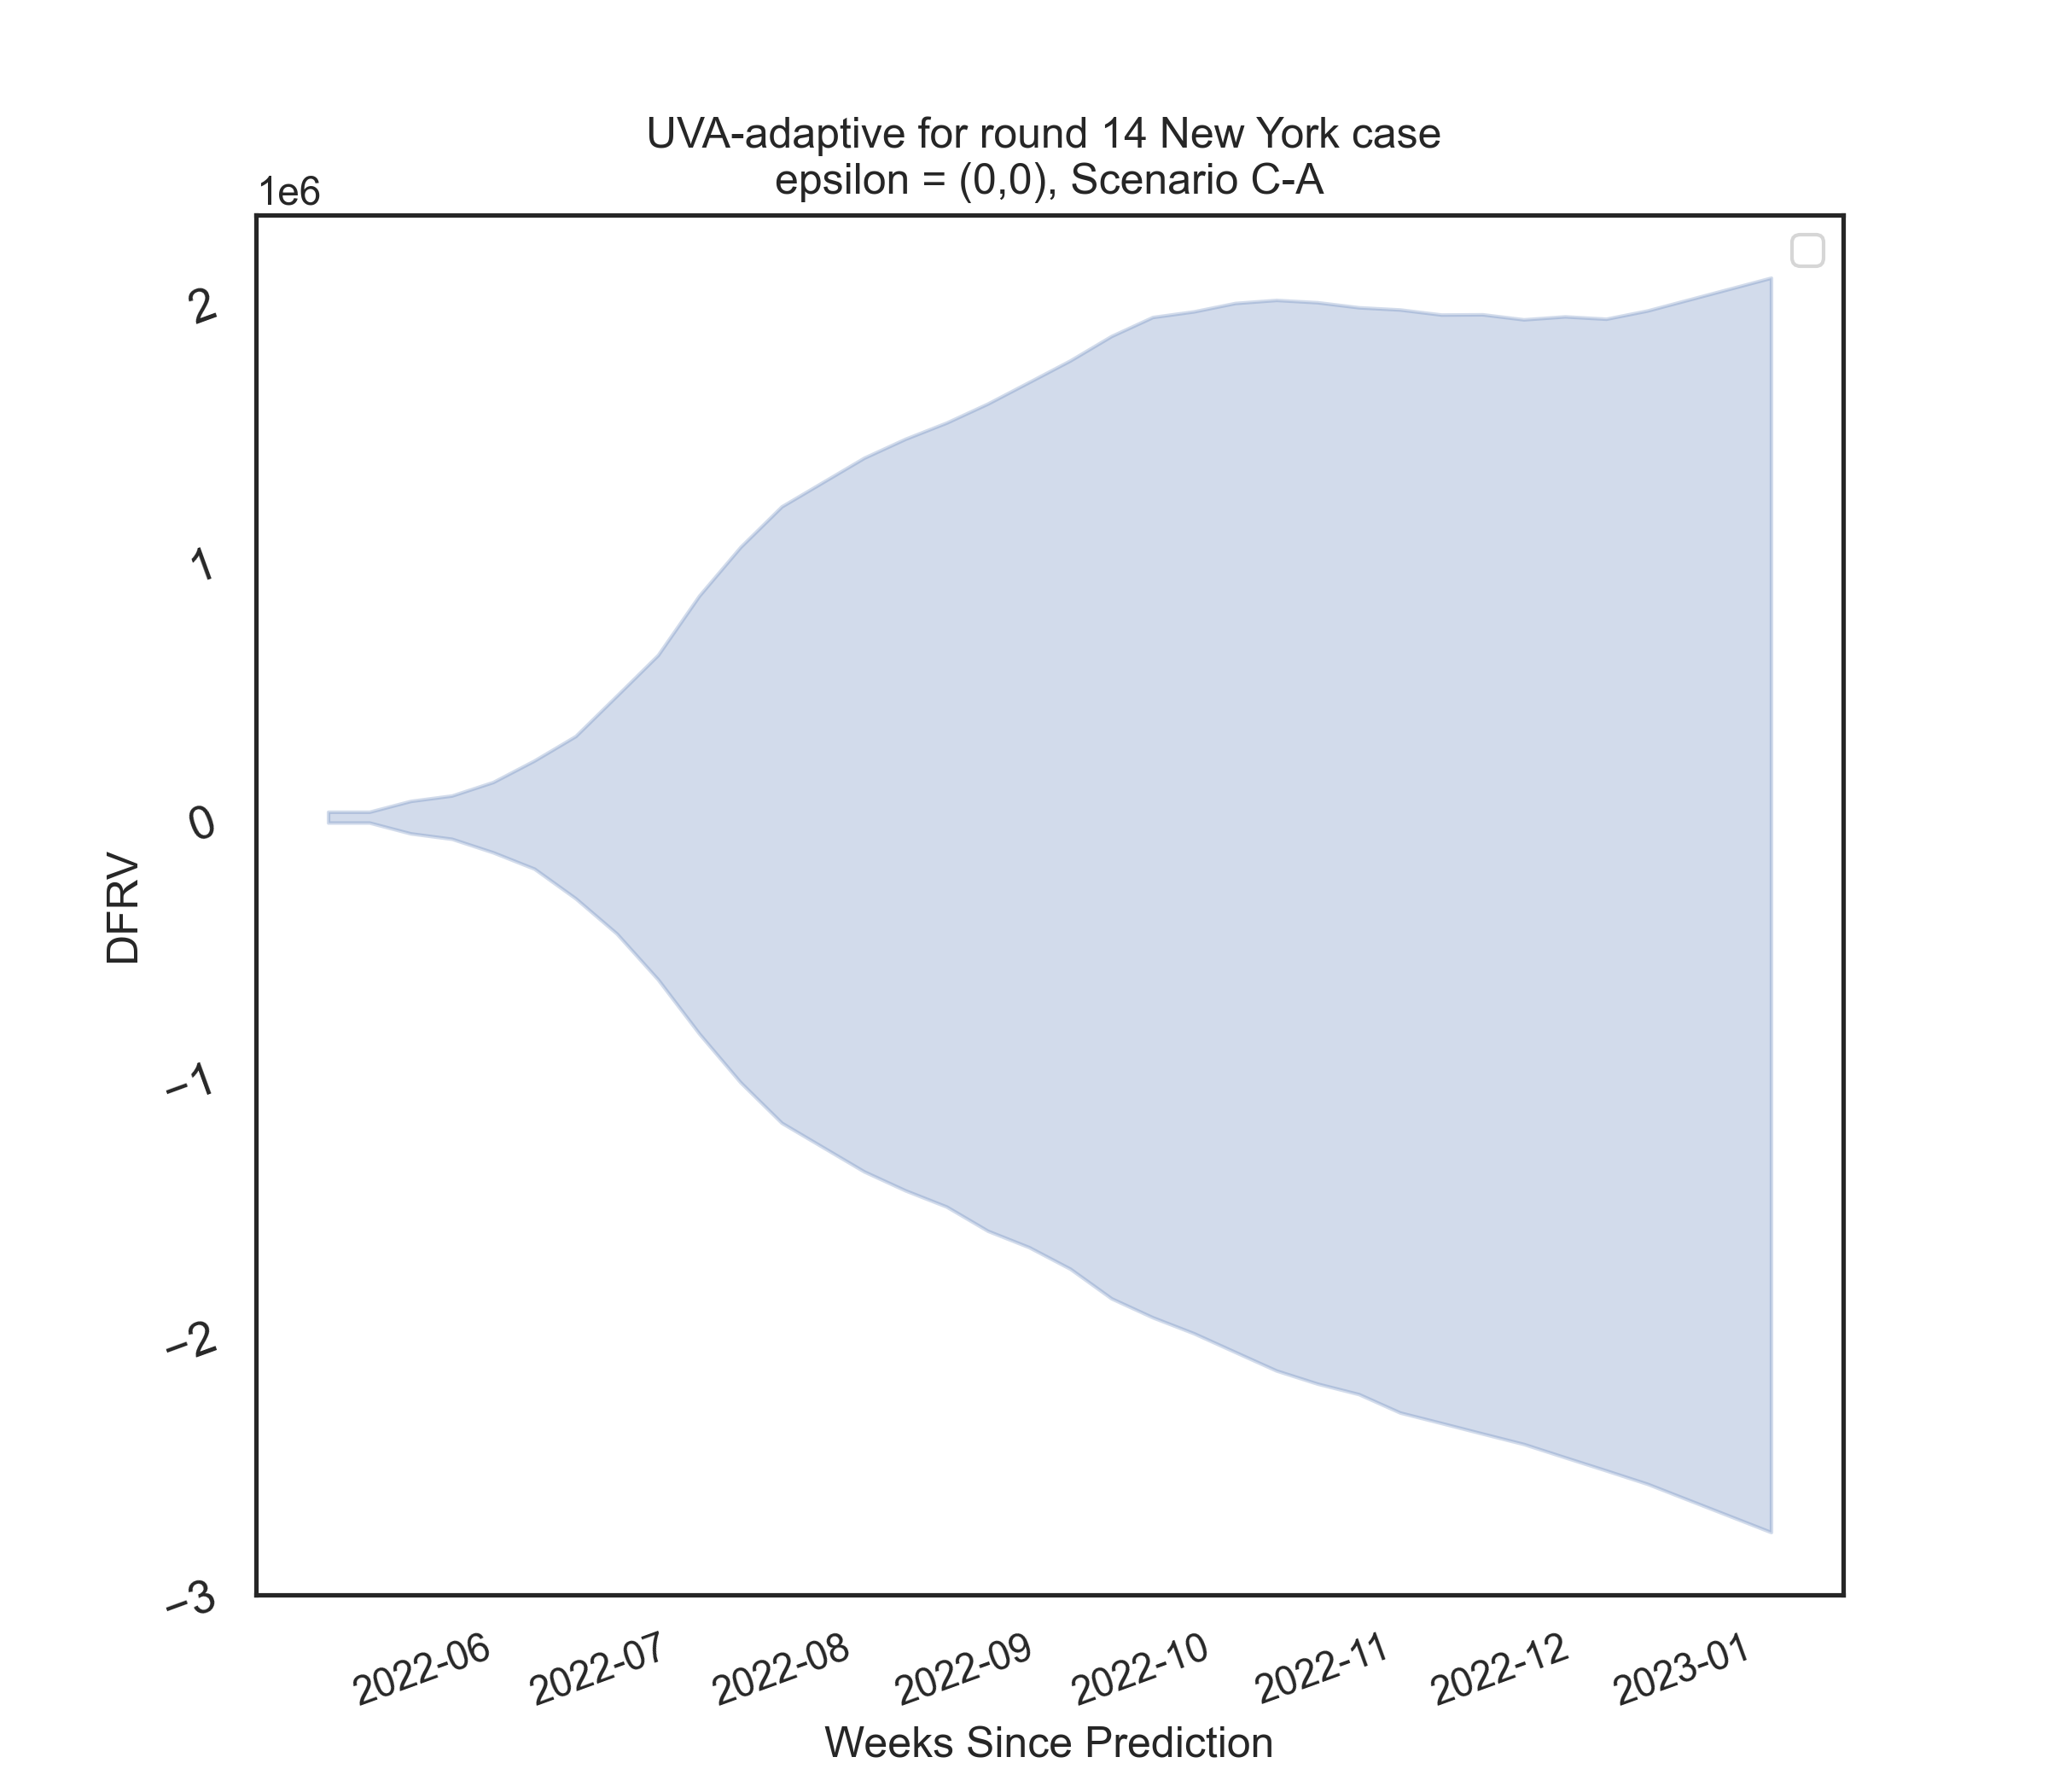 UVA-adaptive for round 14 New York case
epsilon = (0,0), Scenario C-A
1e6
2
1
0
−1
−2
−3
DFRV
2022-06
2022-07
2022-08
2022-09
2022-10
2022-11
2022-12
2023-01
Weeks Since Prediction